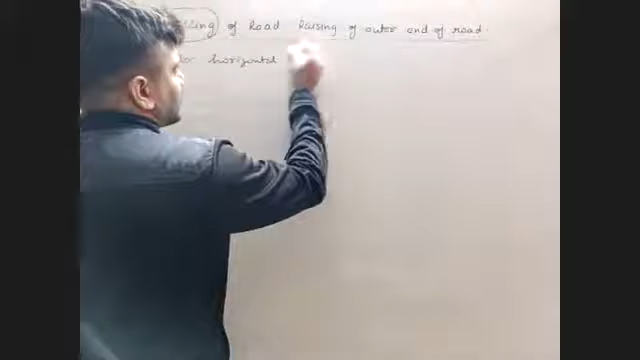 of Road Raising of outer end of road.
horizontal